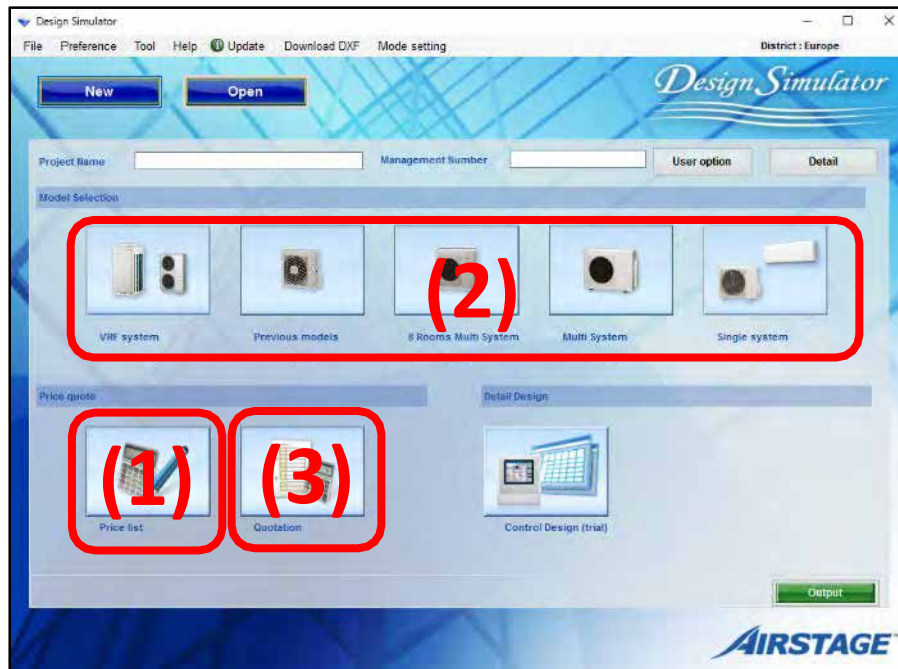 Design Simulator
File Preference Tool Help Update Download DXF Mode setting District : Europe
New Open Design Simulator
Project Name Management Number User option Detail
Model Selection
(2)
VRF system Previous models 8 Rooms Multi System Multi System Single system
Price quote Detail Design
(1) (3)
Price list Quotation Control Design (trial)
Output
AIRSTAGE